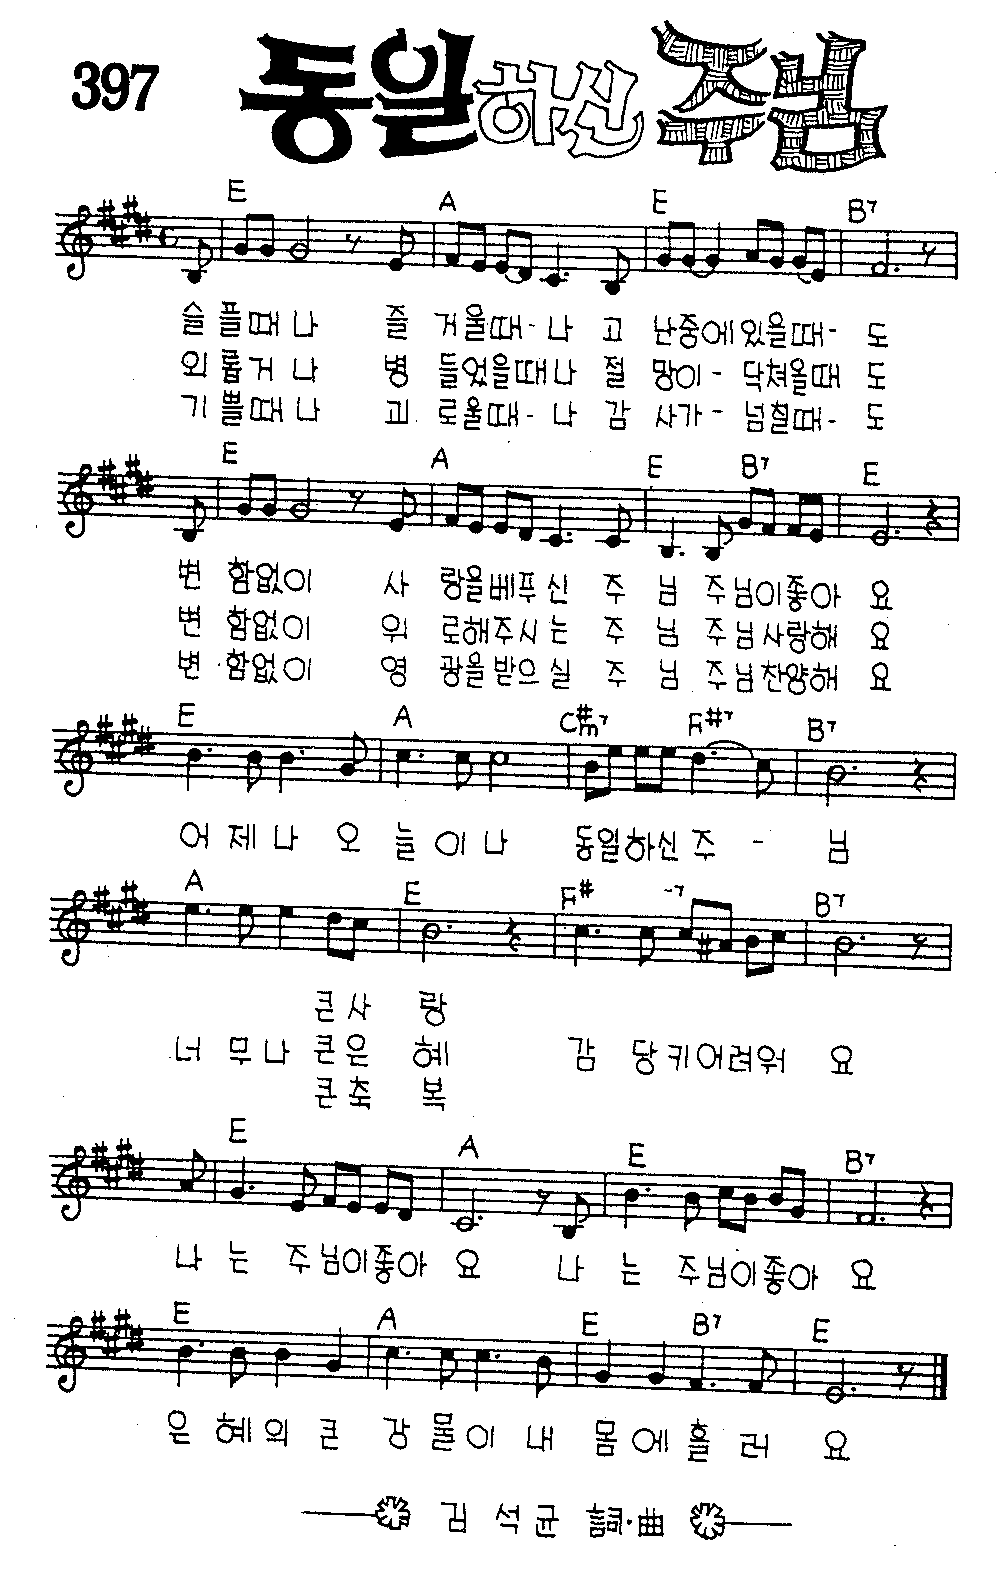 397 동일하신 주님
E A E B7
슬 플때나 즐 거울때-나 고 난중에있을때- 도
외 롭거나 병 들었을때나 절 망이- 닥쳐올때 도
기 쁠때나 괴 로울때-나 감 사가- 넘칠때- 도
E A E B7 E
변 함없이 사 랑을베푸신 주 님 주님이좋아 요
변 함없이 위 로해주시는 주 님 주님사랑해 요
변 함없이 영 광을받으실 주 님 주님찬양해 요
E A C#m7 F#7 B7
어 제나 오 늘이나 동일하신주 - 님
A E F# -7 B7
큰사 랑
너 무나 큰은 혜 감 당키어려워 요
큰축 복
E A E B7
나 는 주님이좋아 요 나 는 주님이좋아 요
E A E B7 E
은 혜의 큰 강 물이 내 몸에흘 러 요
김 석균 詞·曲